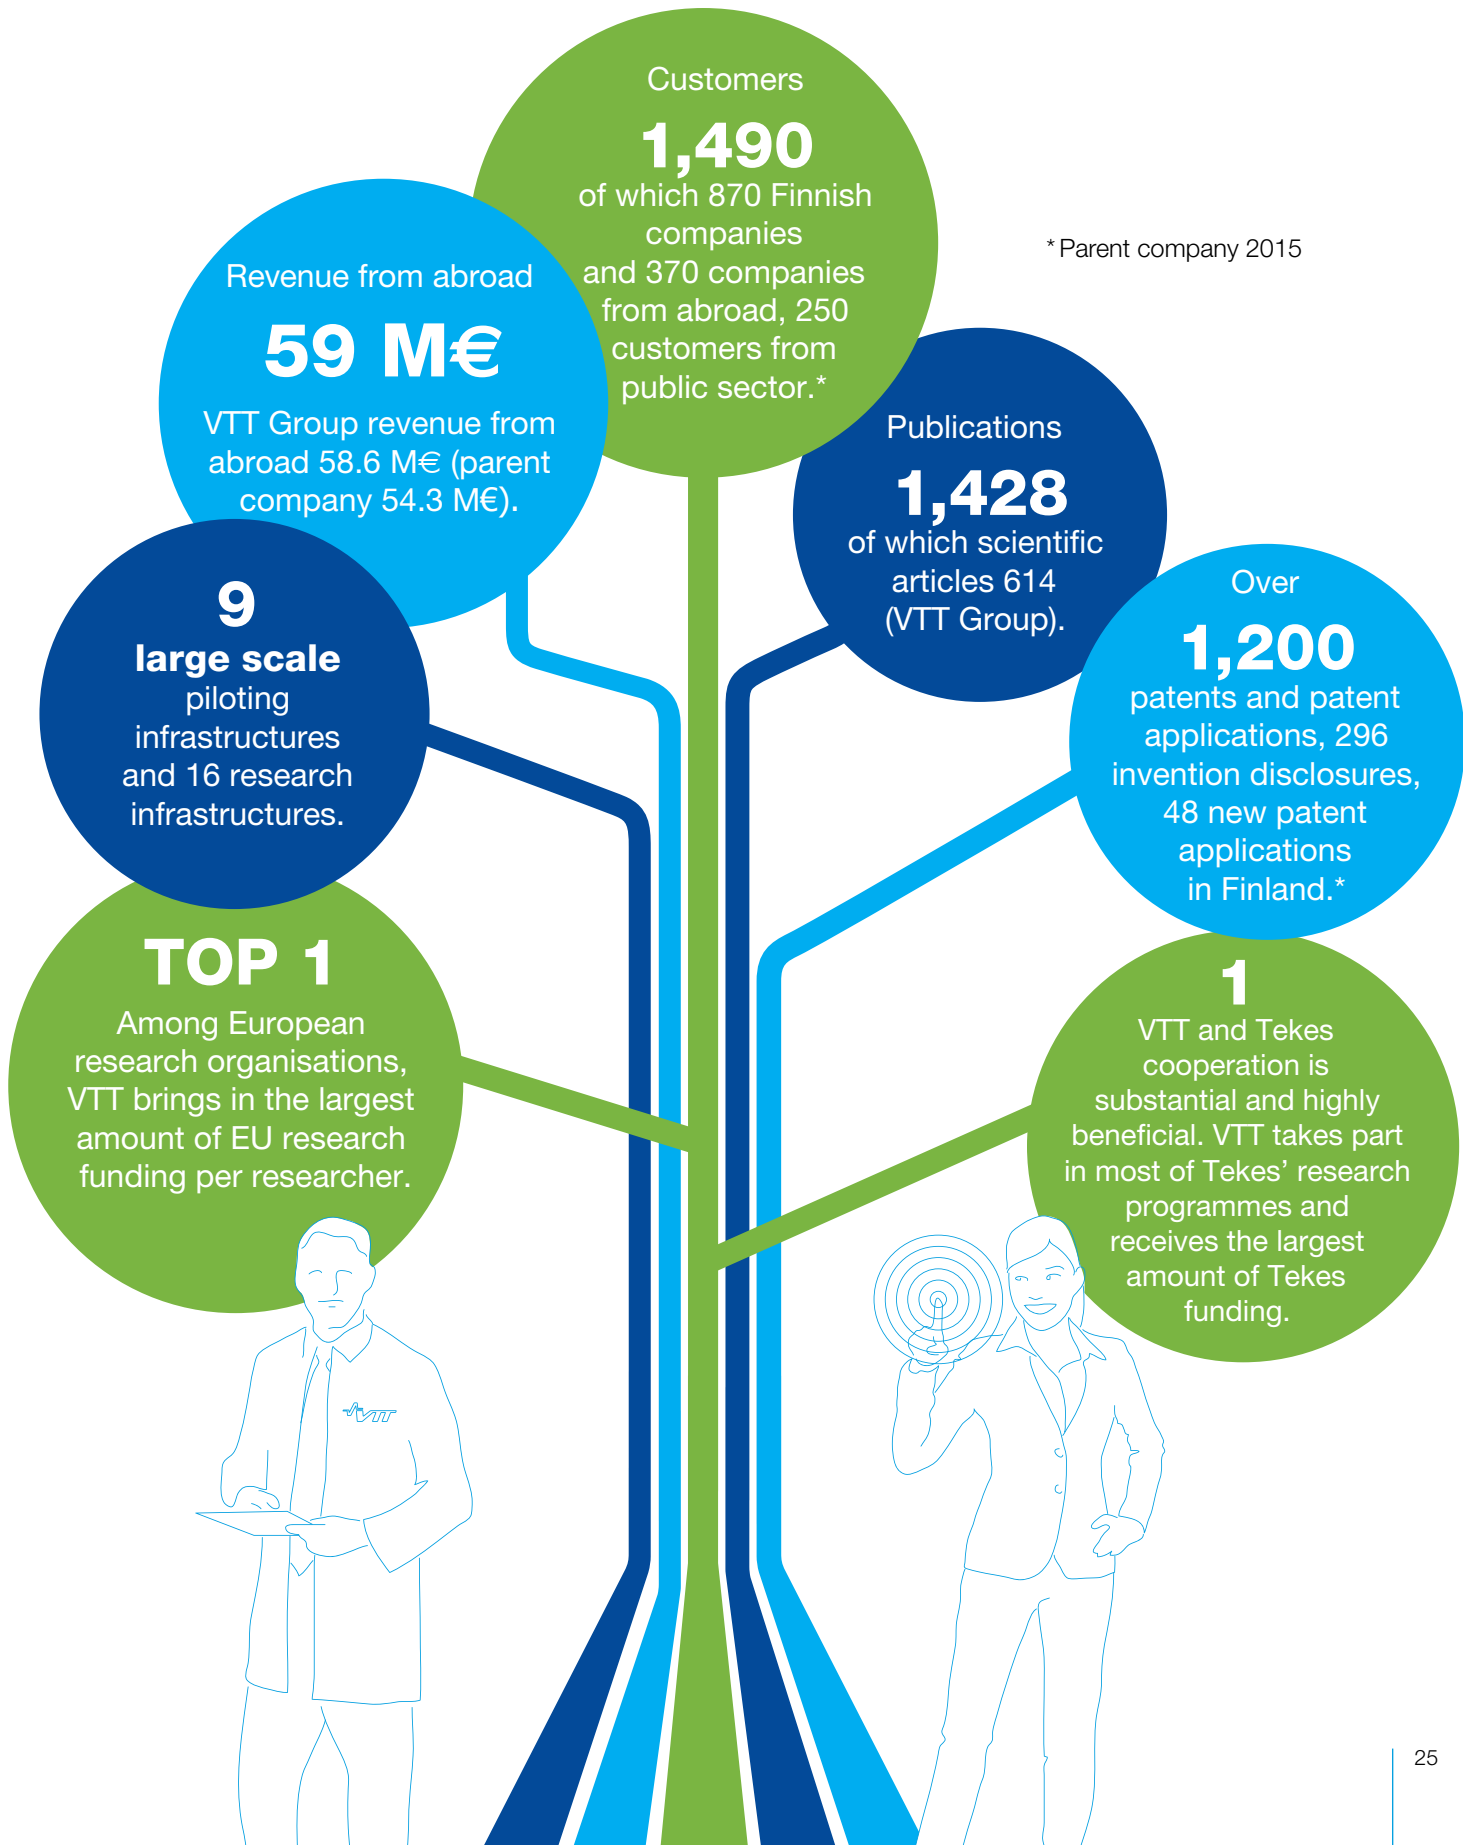 Customers
1,490
of which 870 Finnish
companies
and 370 companies
from abroad, 250
customers from
public sector.*
* Parent company 2015
Revenue from abroad
59 M€
VTT Group revenue from
abroad 58.6 M€ (parent
company 54.3 M€).
Publications
1,428
of which scientific
articles 614
(VTT Group).
9
large scale
piloting
infrastructures
and 16 research
infrastructures.
Over
1,200
patents and patent
applications, 296
invention disclosures,
48 new patent
applications
in Finland.*
TOP 1
Among European
research organisations,
VTT brings in the largest
amount of EU research
funding per researcher.
1
VTT and Tekes
cooperation is
substantial and highly
beneficial. VTT takes part
in most of Tekes’ research
programmes and
receives the largest
amount of Tekes
funding.
VTT
25